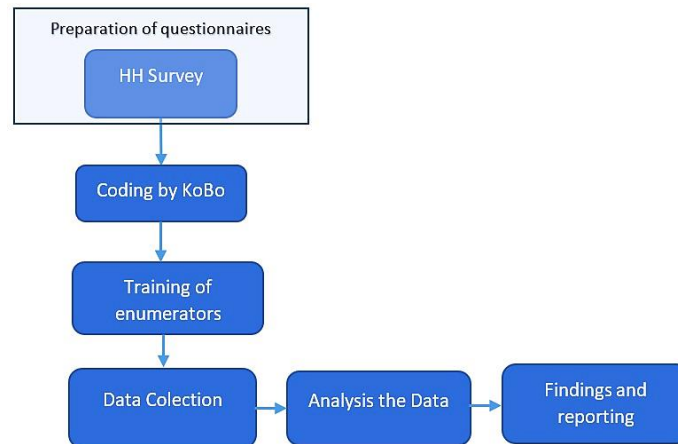 Preparation of questionnaires
HH Survey
Coding by KoBo
Training of
enumerators
Data Colection
Analysis the Data
Findings and
reporting